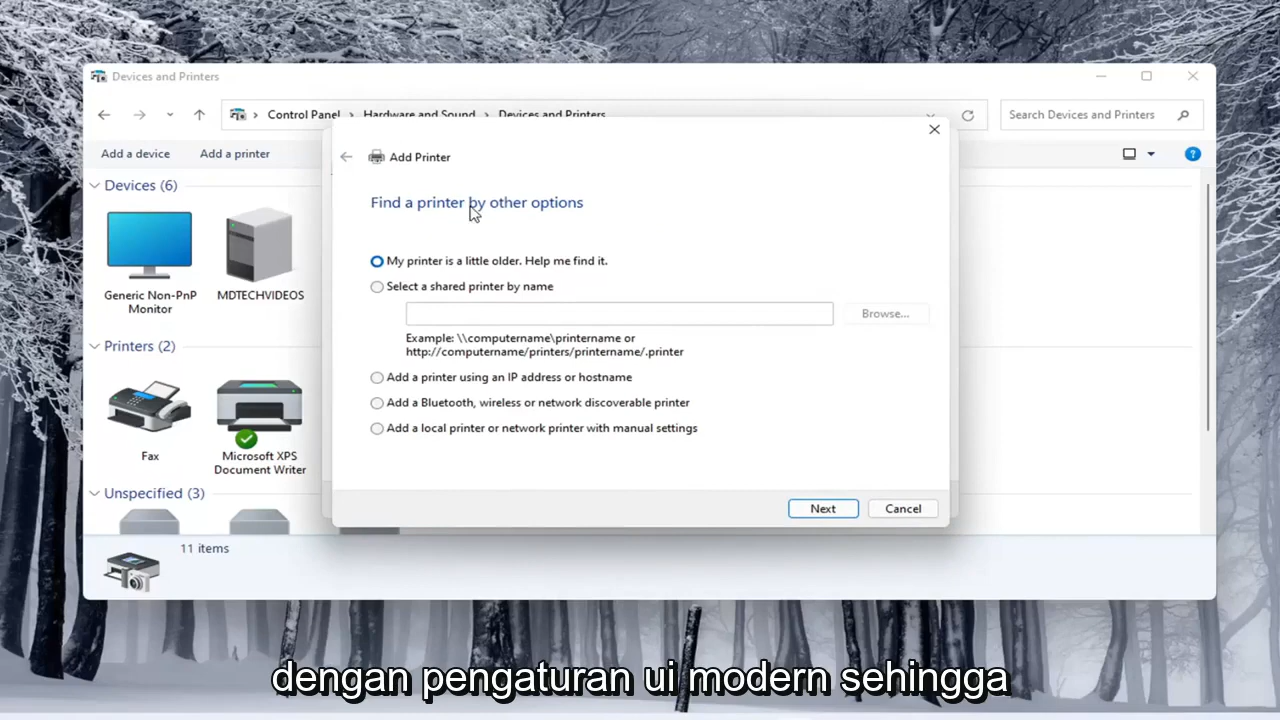 Devices and Printers
Control Panel > Hardware and Sound > Devices and Printers
Search Devices and Printers
Add a device
Add a printer
Add Printer
Find a printer by other options
My printer is a little older. Help me find it.
Select a shared printer by name
Browse...
Example: \\computername\printername or
http://computername/printers/printername/.printer
Add a printer using an IP address or hostname
Add a Bluetooth, wireless or network discoverable printer
Add a local printer or network printer with manual settings
Next
Cancel
Devices (6)
Generic Non-PnP
Monitor
MDTECHVIDEOS
Printers (2)
Fax
Microsoft XPS
Document Writer
Unspecified (3)
11 items
dengan pengaturan ui modern sehingga